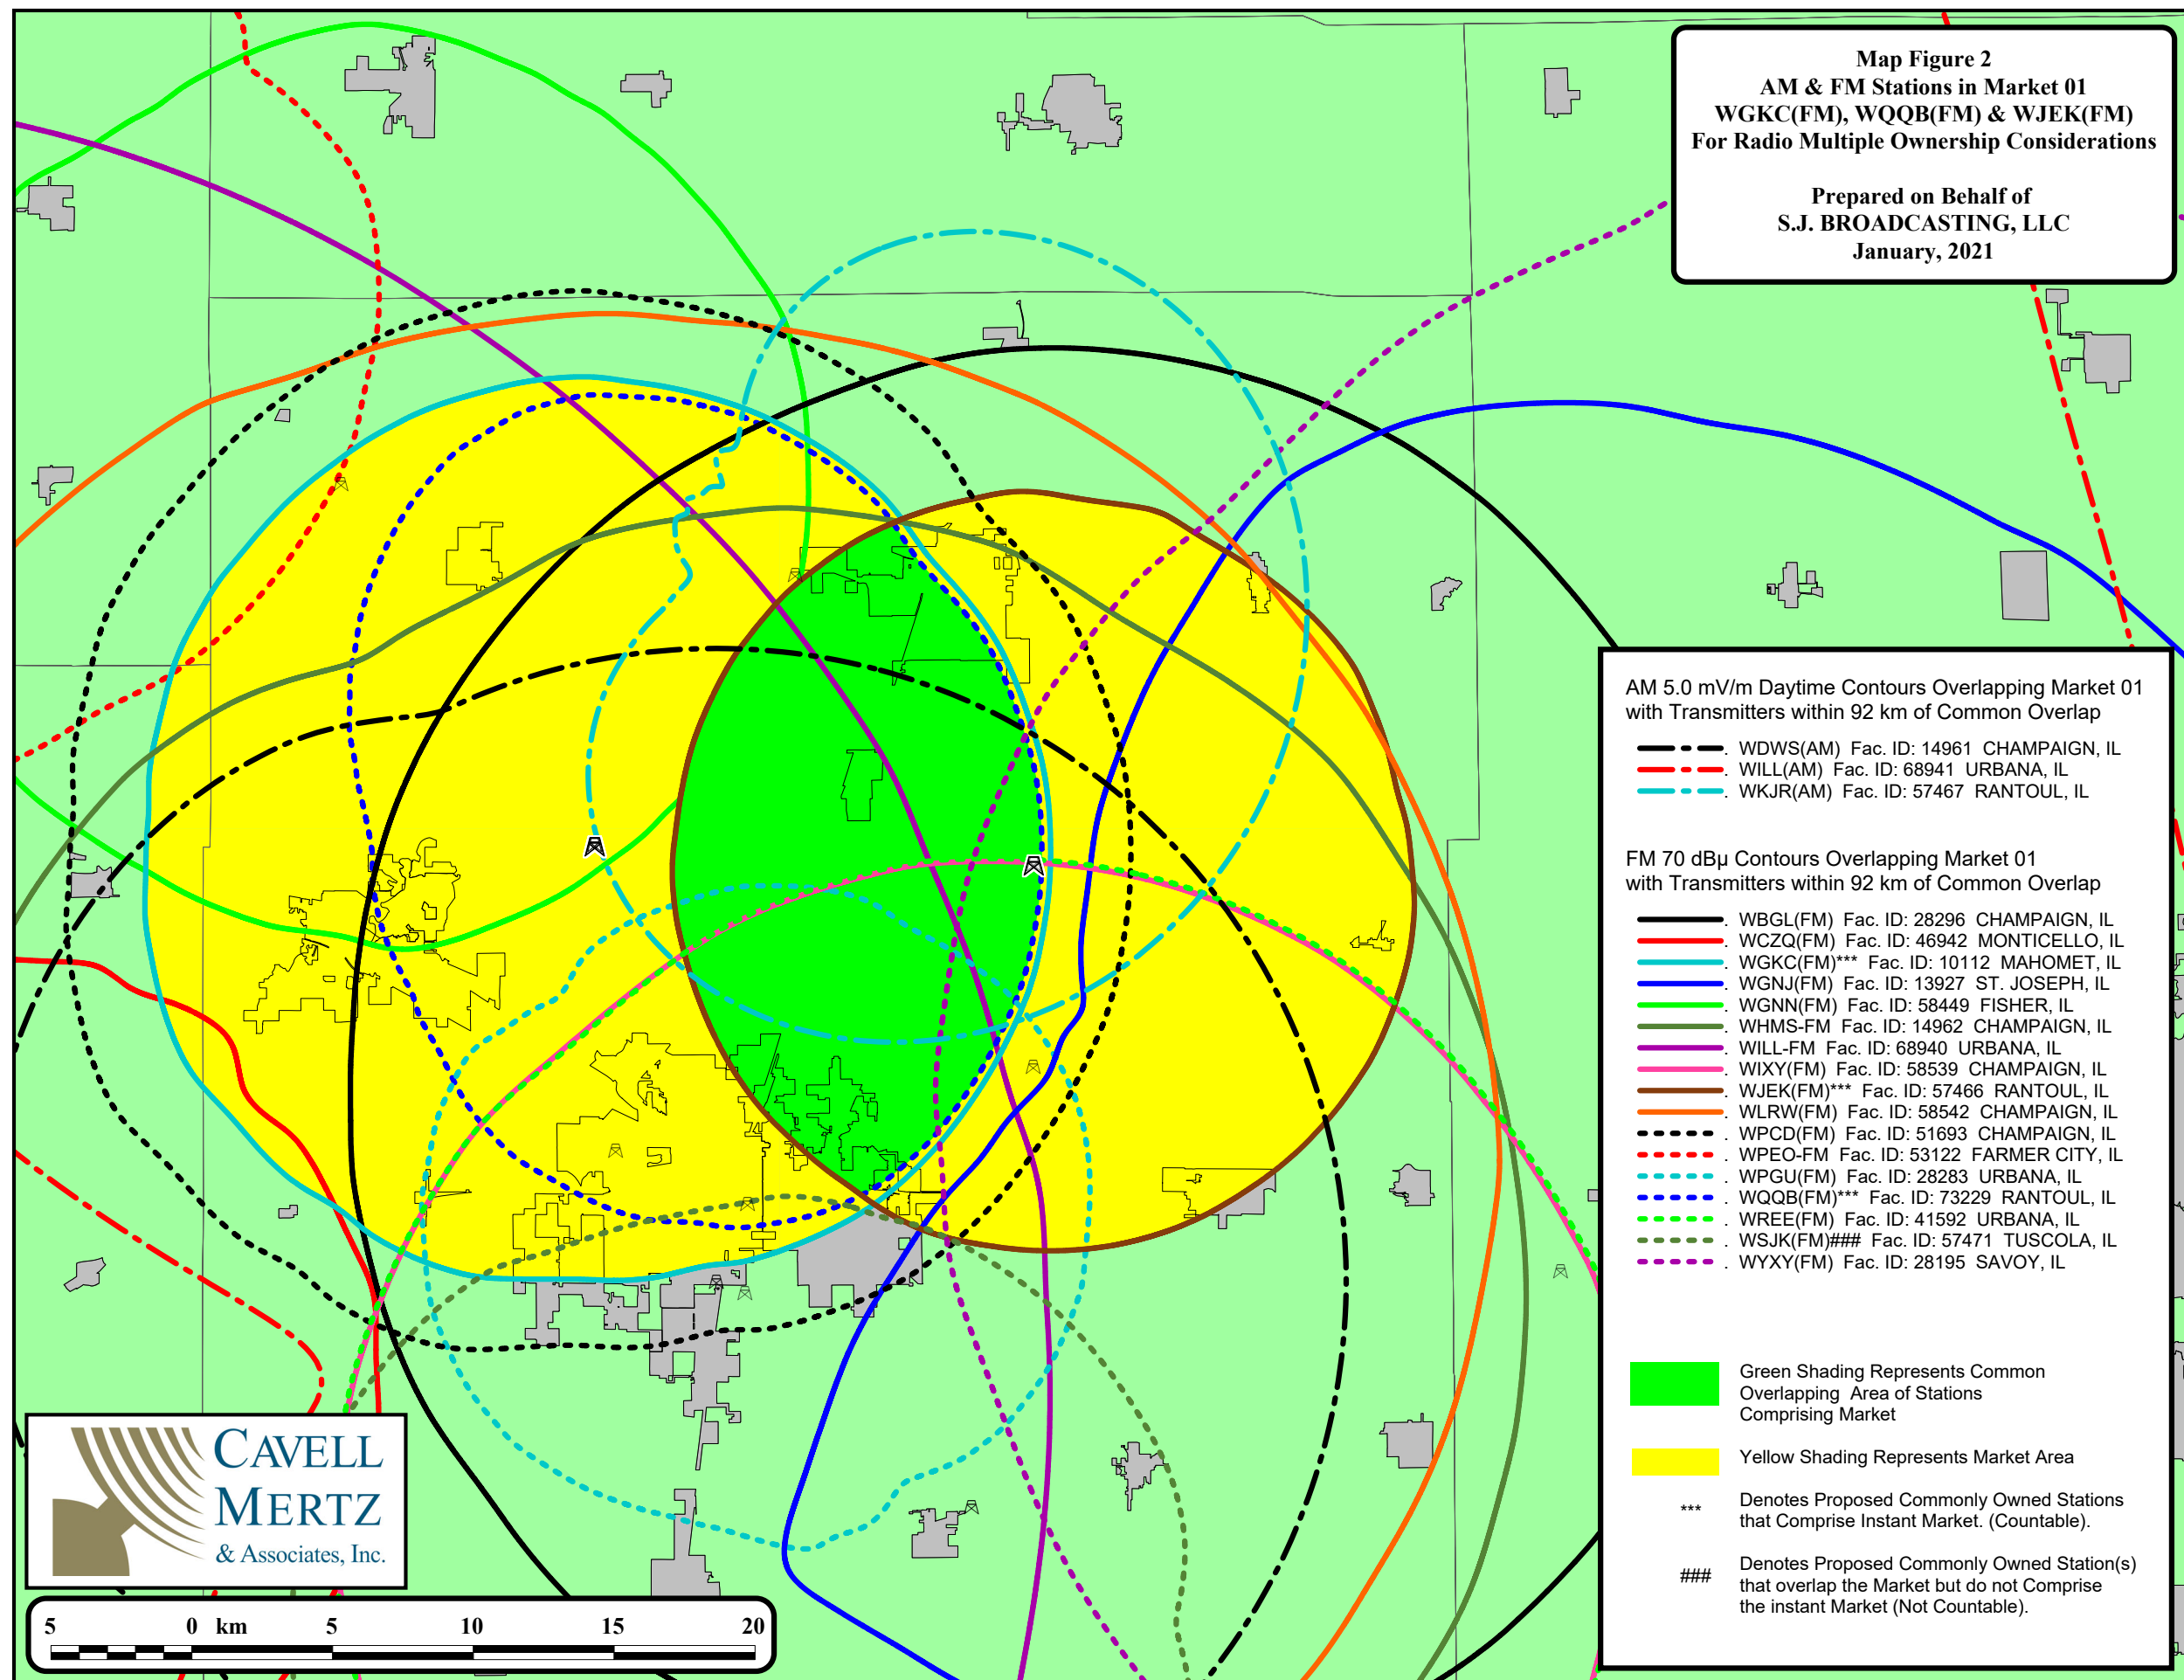 Map Figure 2
AM & FM Stations in Market 01
WGKC(FM), WQQB(FM) & WJEK(FM)
For Radio Multiple Ownership Considerations
Prepared on Behalf of
S.J. BROADCASTING, LLC
January, 2021
AM 5.0 mV/m Daytime Contours Overlapping Market 01
with Transmitters within 92 km of Common Overlap
. WDWS(AM) Fac. ID: 14961 CHAMPAIGN, IL
. WILL(AM) Fac. ID: 68941 URBANA, IL
. WKJR(AM) Fac. ID: 57467 RANTOUL, IL
FM 70 dBµ Contours Overlapping Market 01
with Transmitters within 92 km of Common Overlap
. WBGL(FM) Fac. ID: 28296 CHAMPAIGN, IL
. WCZQ(FM) Fac. ID: 46942 MONTICELLO, IL
. WGKC(FM)*** Fac. ID: 10112 MAHOMET, IL
. WGNJ(FM) Fac. ID: 13927 ST. JOSEPH, IL
. WGNN(FM) Fac. ID: 58449 FISHER, IL
. WHMS-FM Fac. ID: 14962 CHAMPAIGN, IL
. WILL-FM Fac. ID: 68940 URBANA, IL
. WIXY(FM) Fac. ID: 58539 CHAMPAIGN, IL
. WJEK(FM)*** Fac. ID: 57466 RANTOUL, IL
. WLRW(FM) Fac. ID: 58542 CHAMPAIGN, IL
. WPCD(FM) Fac. ID: 51693 CHAMPAIGN, IL
. WPEO-FM Fac. ID: 53122 FARMER CITY, IL
. WPGU(FM) Fac. ID: 28283 URBANA, IL
. WQQB(FM)*** Fac. ID: 73229 RANTOUL, IL
. WREE(FM) Fac. ID: 41592 URBANA, IL
. WSJK(FM)### Fac. ID: 57471 TUSCOLA, IL
. WYXY(FM) Fac. ID: 28195 SAVOY, IL
Green Shading Represents Common
Overlapping Area of Stations
Comprising Market
Yellow Shading Represents Market Area
*** Denotes Proposed Commonly Owned Stations
that Comprise Instant Market. (Countable).
### Denotes Proposed Commonly Owned Station(s)
that overlap the Market but do not Comprise
the instant Market (Not Countable).
CAVELL
MERTZ
& Associates, Inc.
5 0 km 5 10 15 20